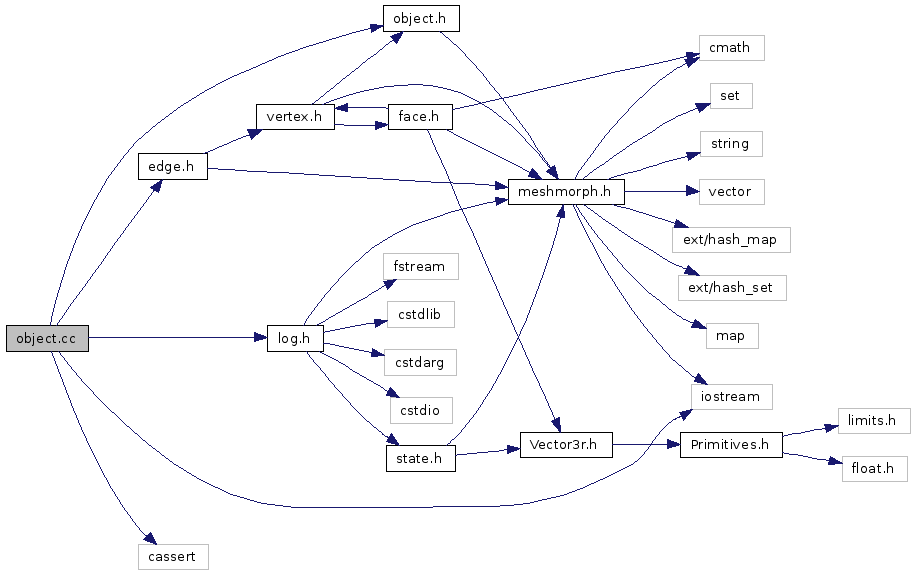 object.h
cmath
set
vertex.h
face.h
string
edge.h
meshmorph.h
vector
ext/hash_map
fstream
ext/hash_set
cstdlib
object.cc
log.h
map
cstdarg
iostream
cstdio
limits.h
Vector3r.h
Primitives.h
state.h
float.h
cassert